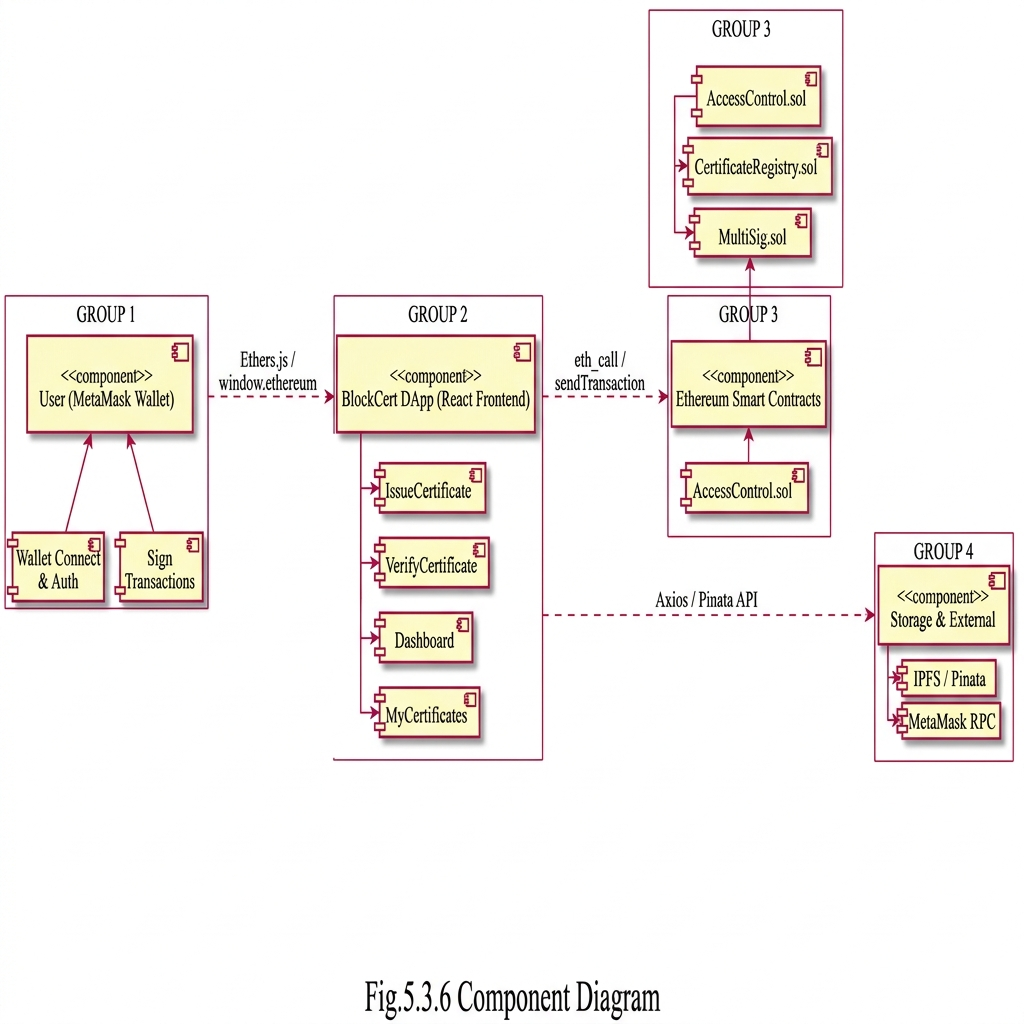 GROUP 3
AccessControl.sol
CertificateRegistry.sol
MultiSig.sol
GROUP 1
<<component>>
User (MetaMask Wallet)
Wallet Connect
& Auth
Sign
Transactions
Ethers.js /
window.ethereum
GROUP 2
<<component>>
BlockCert DApp (React Frontend)
IssueCertificate
VerifyCertificate
Dashboard
MyCertificates
eth_call /
sendTransaction
GROUP 3
<<component>>
Ethereum Smart Contracts
AccessControl.sol
Axios / Pinata API
GROUP 4
<<component>>
Storage & External
IPFS / Pinata
MetaMask RPC
Fig.5.3.6 Component Diagram